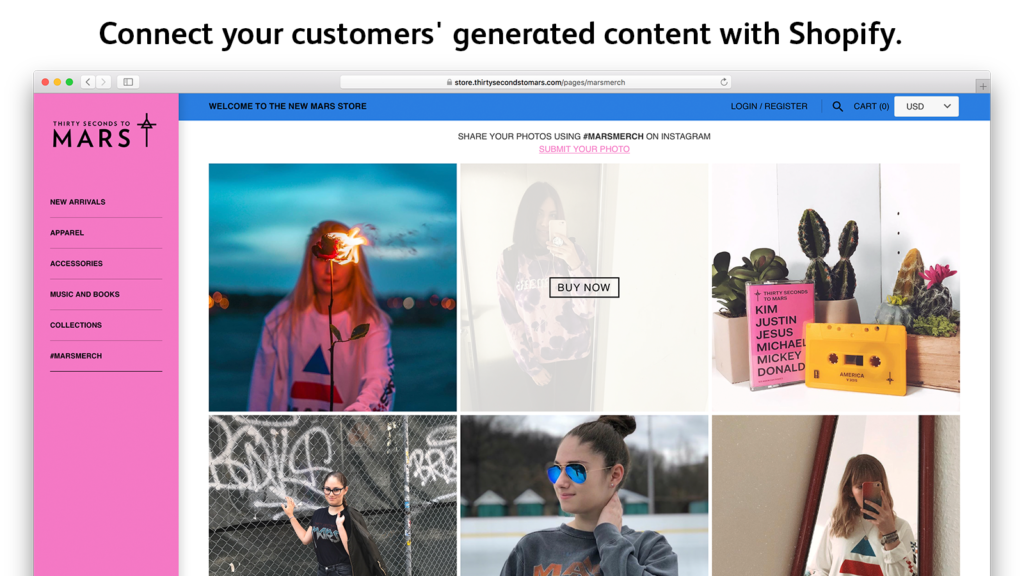 Connect your customers' generated content with Shopify.
store.thirtysecondstomars.com/pages/marsmerch
THIRTY SECONDS TO
MARS
WELCOME TO THE NEW MARS STORE
LOGIN / REGISTER
CART (0)
USD
NEW ARRIVALS
APPAREL
ACCESSORIES
MUSIC AND BOOKS
COLLECTIONS
#MARSMERCH
SHARE YOUR PHOTOS USING #MARSMERCH ON INSTAGRAM
SUBMIT YOUR PHOTO
BUY NOW
THIRTY SECONDS
TO MARS
KIM
JUSTIN
JESUS
MICHAEL
MICKEY
DONALD
AMERICA
MARS